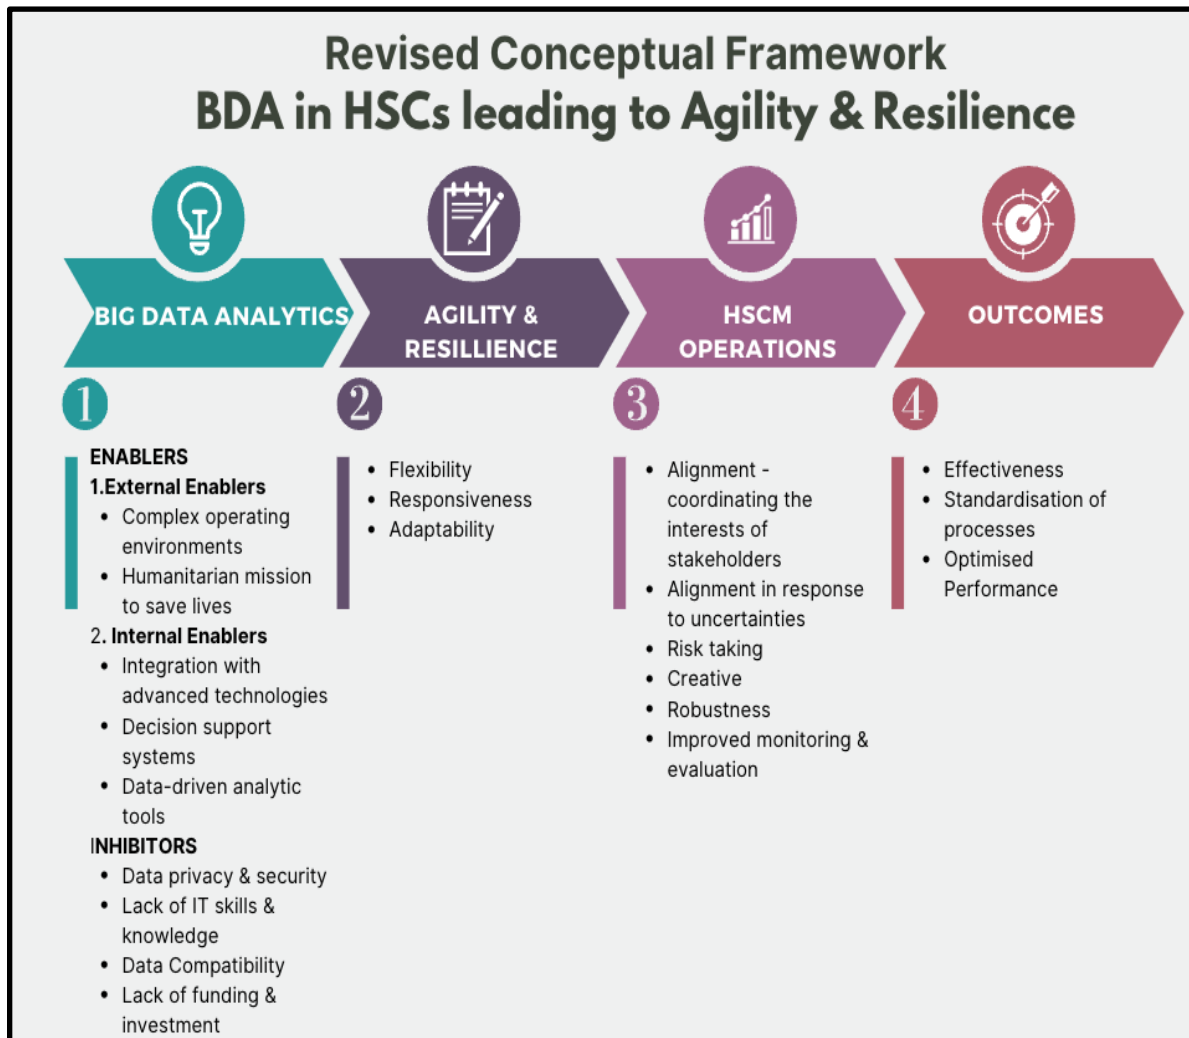 Revised Conceptual Framework
BDA in HSCs leading to Agility & Resilience
BIG DATA ANALYTICS
AGILITY &
RESILLIENCE
HSCM
OPERATIONS
OUTCOMES
1
ENABLERS
1.External Enablers
• Complex operating
environments
• Humanitarian mission
to save lives
2. Internal Enablers
• Integration with
advanced technologies
• Decision support
systems
• Data-driven analytic
tools
INHIBITORS
• Data privacy & security
• Lack of IT skills &
knowledge
• Data Compatibility
• Lack of funding &
investment
2
• Flexibility
• Responsiveness
• Adaptability
3
• Alignment -
coordinating the
interests of
stakeholders
• Alignment in response
to uncertainties
• Risk taking
• Creative
• Robustness
• Improved monitoring &
evaluation
4
• Effectiveness
• Standardisation of
processes
• Optimised
Performance